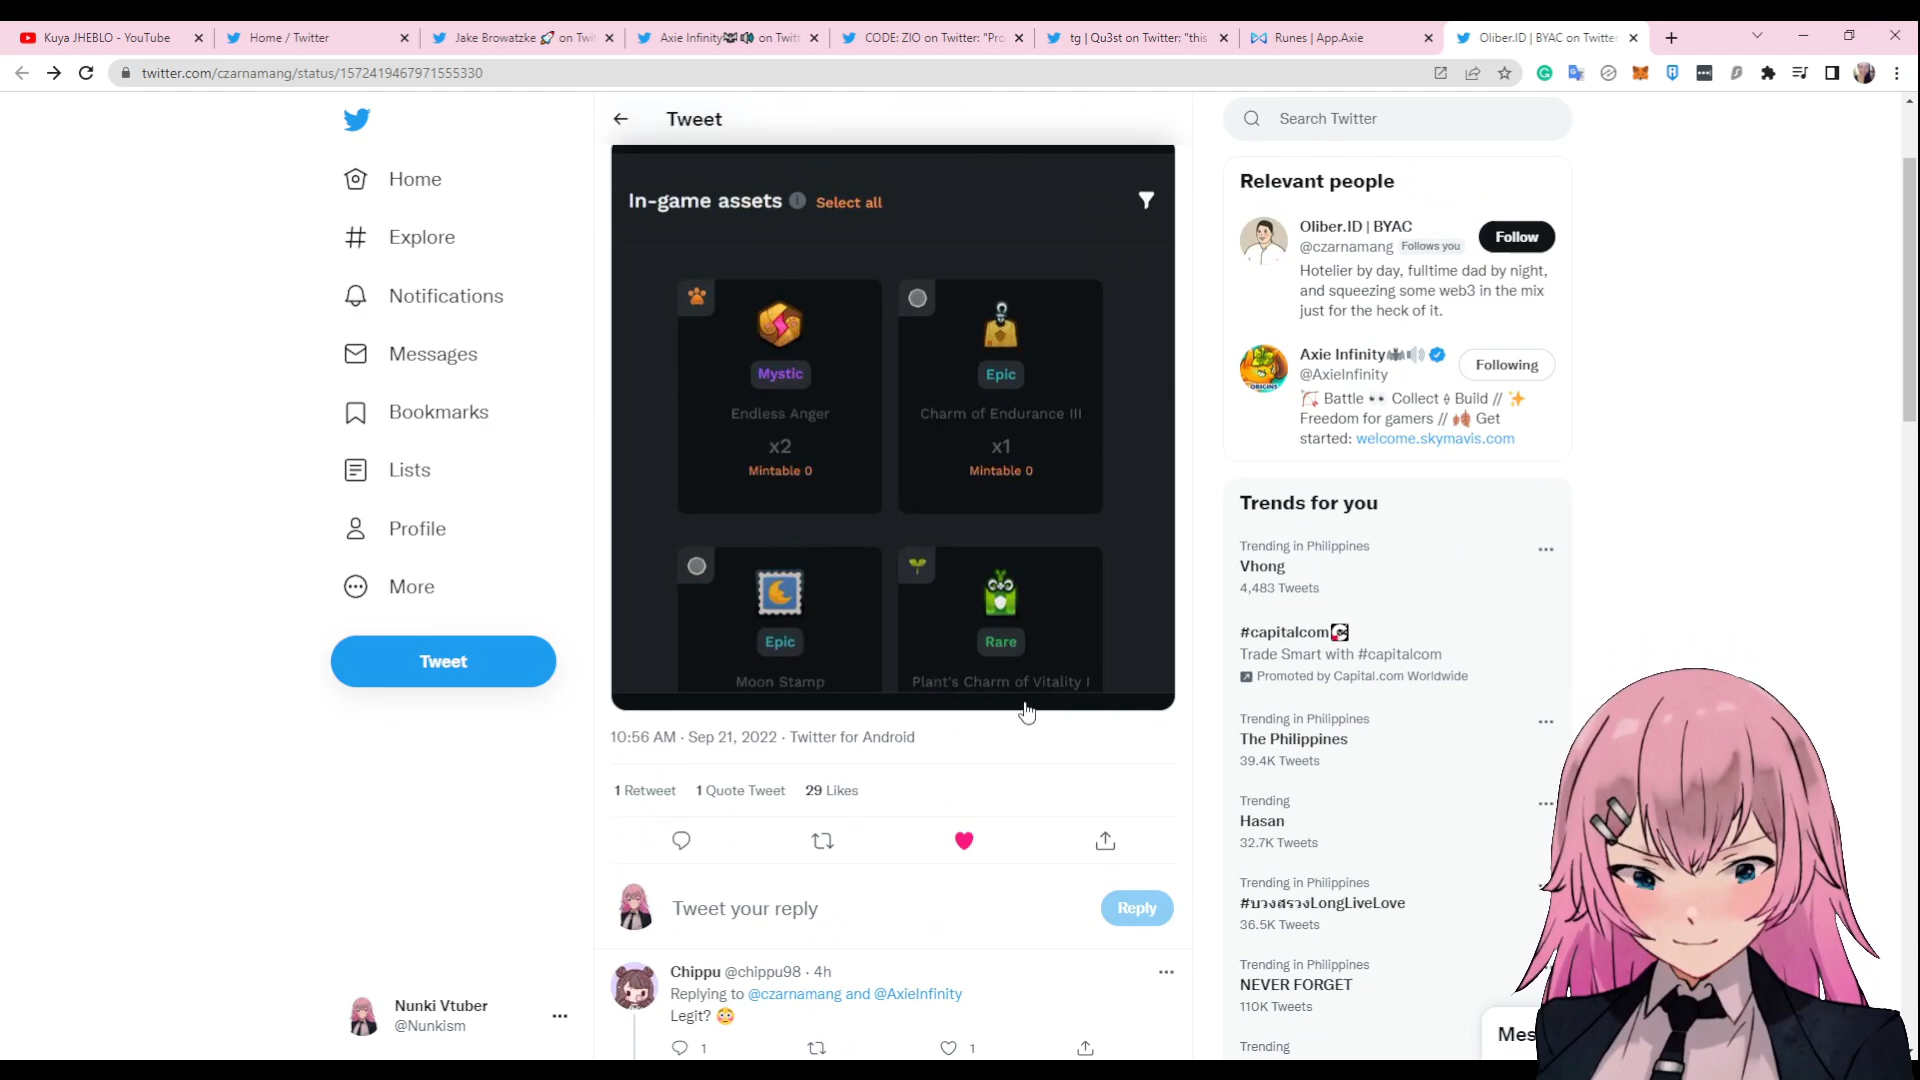 Kuya JHEBLO - YouTube
Home / Twitter
Jake Browatzke 🚀 on Twi
Axie Infinity🦇🔊 on Twitt
CODE: ZIO on Twitter: "Pro
tg | Qu3st on Twitter: "this
Runes | App.Axie
Oliber.ID | BYAC on Twitter
twitter.com/czarnamang/status/1572419467971555330
Home
Explore
Notifications
Messages
Bookmarks
Lists
Profile
More
Tweet
Nunki Vtuber
@Nunkism
Tweet
In-game assets Select all
Mystic
Endless Anger
x2
Mintable 0
Epic
Charm of Endurance III
x1
Mintable 0
Epic
Moon Stamp
Rare
Plant's Charm of Vitality I
10:56 AM · Sep 21, 2022 · Twitter for Android
1 Retweet 1 Quote Tweet 29 Likes
Tweet your reply
Reply
Chippu @chippu98 · 4h
Replying to @czarnamang and @AxieInfinity
Legit? 😳
1
1
Search Twitter
Relevant people
Oliber.ID | BYAC
@czarnamang Follows you
Follow
Hotelier by day, fulltime dad by night,
and squeezing some web3 in the mix
just for the heck of it.
Axie Infinity🦇🔊
@AxieInfinity
Following
ORIGINS
Battle 👀 Collect Build // ✨
Freedom for gamers // 🍂 Get
started: welcome.skymavis.com
Trends for you
Trending in Philippines
Vhong
4,483 Tweets
#capitalcom
Trade Smart with #capitalcom
Promoted by Capital.com Worldwide
Trending in Philippines
The Philippines
39.4K Tweets
Trending
Hasan
32.7K Tweets
Trending in Philippines
#บวงสรวงLongLiveLove
36.5K Tweets
Trending in Philippines
NEVER FORGET
110K Tweets
Trending
Mes